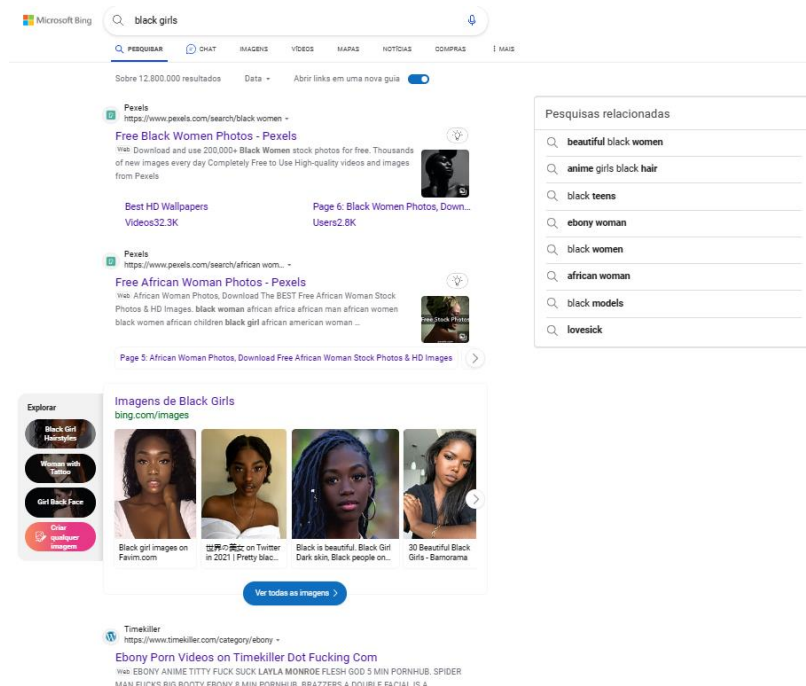 Microsoft Bing
black girls
PESQUISAR
CHAT
IMAGENS
VÍDEOS
MAPAS
NOTÍCIAS
COMPRAS
MAIS
Sobre 12.800.000 resultados
Data
Abrir links em uma nova guia
Pexels
https://www.pexels.com/search/black women
Free Black Women Photos - Pexels
Web Download and use 200,000+ Black Women stock photos for free. Thousands
of new images every day Completely Free to Use High-quality videos and images
from Pexels
Best HD Wallpapers
Page 6: Black Women Photos, Down...
Videos32.3K
Users2.8K
Pexels
https://www.pexels.com/search/african wom...
Free African Woman Photos - Pexels
Web African Woman Photos, Download The BEST Free African Woman Stock
Photos & HD Images. black woman african africa african man african women
black women african children black girl african american woman ...
Free Stock Photos
Page 5: African Woman Photos, Download Free African Woman Stock Photos & HD Images
Explorar
Black Girl
Hairstyles
Woman with
Tattoo
Girl Back Face
Criar
qualquer
imagem
Imagens de Black Girls
bing.com/images
Black girl images on
Favim.com
世界の美女 on Twitter
in 2021 | Pretty blac...
Black is beautiful. Black Girl
Dark skin, Black people on...
30 Beautiful Black
Girls - Barnorama
Ver todas as imagens
Timekiller
https://www.timekiller.com/category/ebony
Ebony Porn Videos on Timekiller Dot Fucking Com
Web EBONY ANIME TITTY FUCK SUCK LAYLA MONROE FLESH GOD 5 MIN PORNHUB. SPIDER
MAN FUCKS BIG BOOTY EBONY 8 MIN PORNHUB. BRAZZERS A DOUBLE FACIAL IS A
Pesquisas relacionadas
beautiful black women
anime girls black hair
black teens
ebony woman
black women
african woman
black models
lovesick